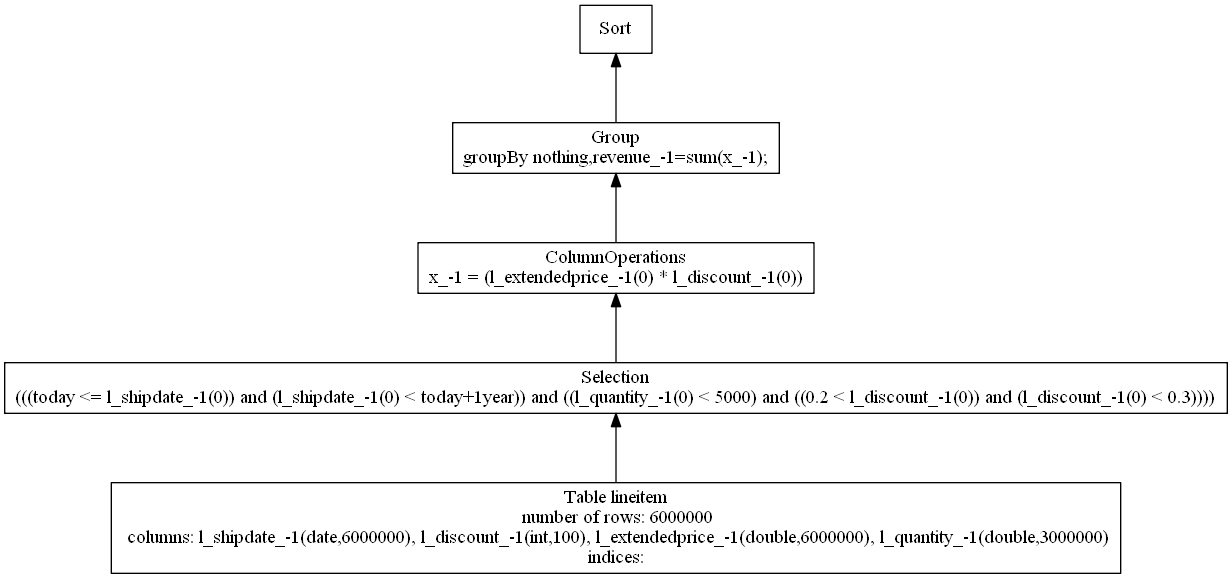 Sort
Group
groupBy nothing,revenue_-1=sum(x_-1);
ColumnOperations
x_-1 = (l_extendedprice_-1(0) * l_discount_-1(0))
Selection
(((today <= l_shipdate_-1(0)) and (l_shipdate_-1(0) < today+1year)) and ((l_quantity_-1(0) < 5000) and ((0.2 < l_discount_-1(0)) and (l_discount_-1(0) < 0.3))))
Table lineitem
number of rows: 6000000
columns: l_shipdate_-1(date,6000000), l_discount_-1(int,100), l_extendedprice_-1(double,6000000), l_quantity_-1(double,3000000)
indices: